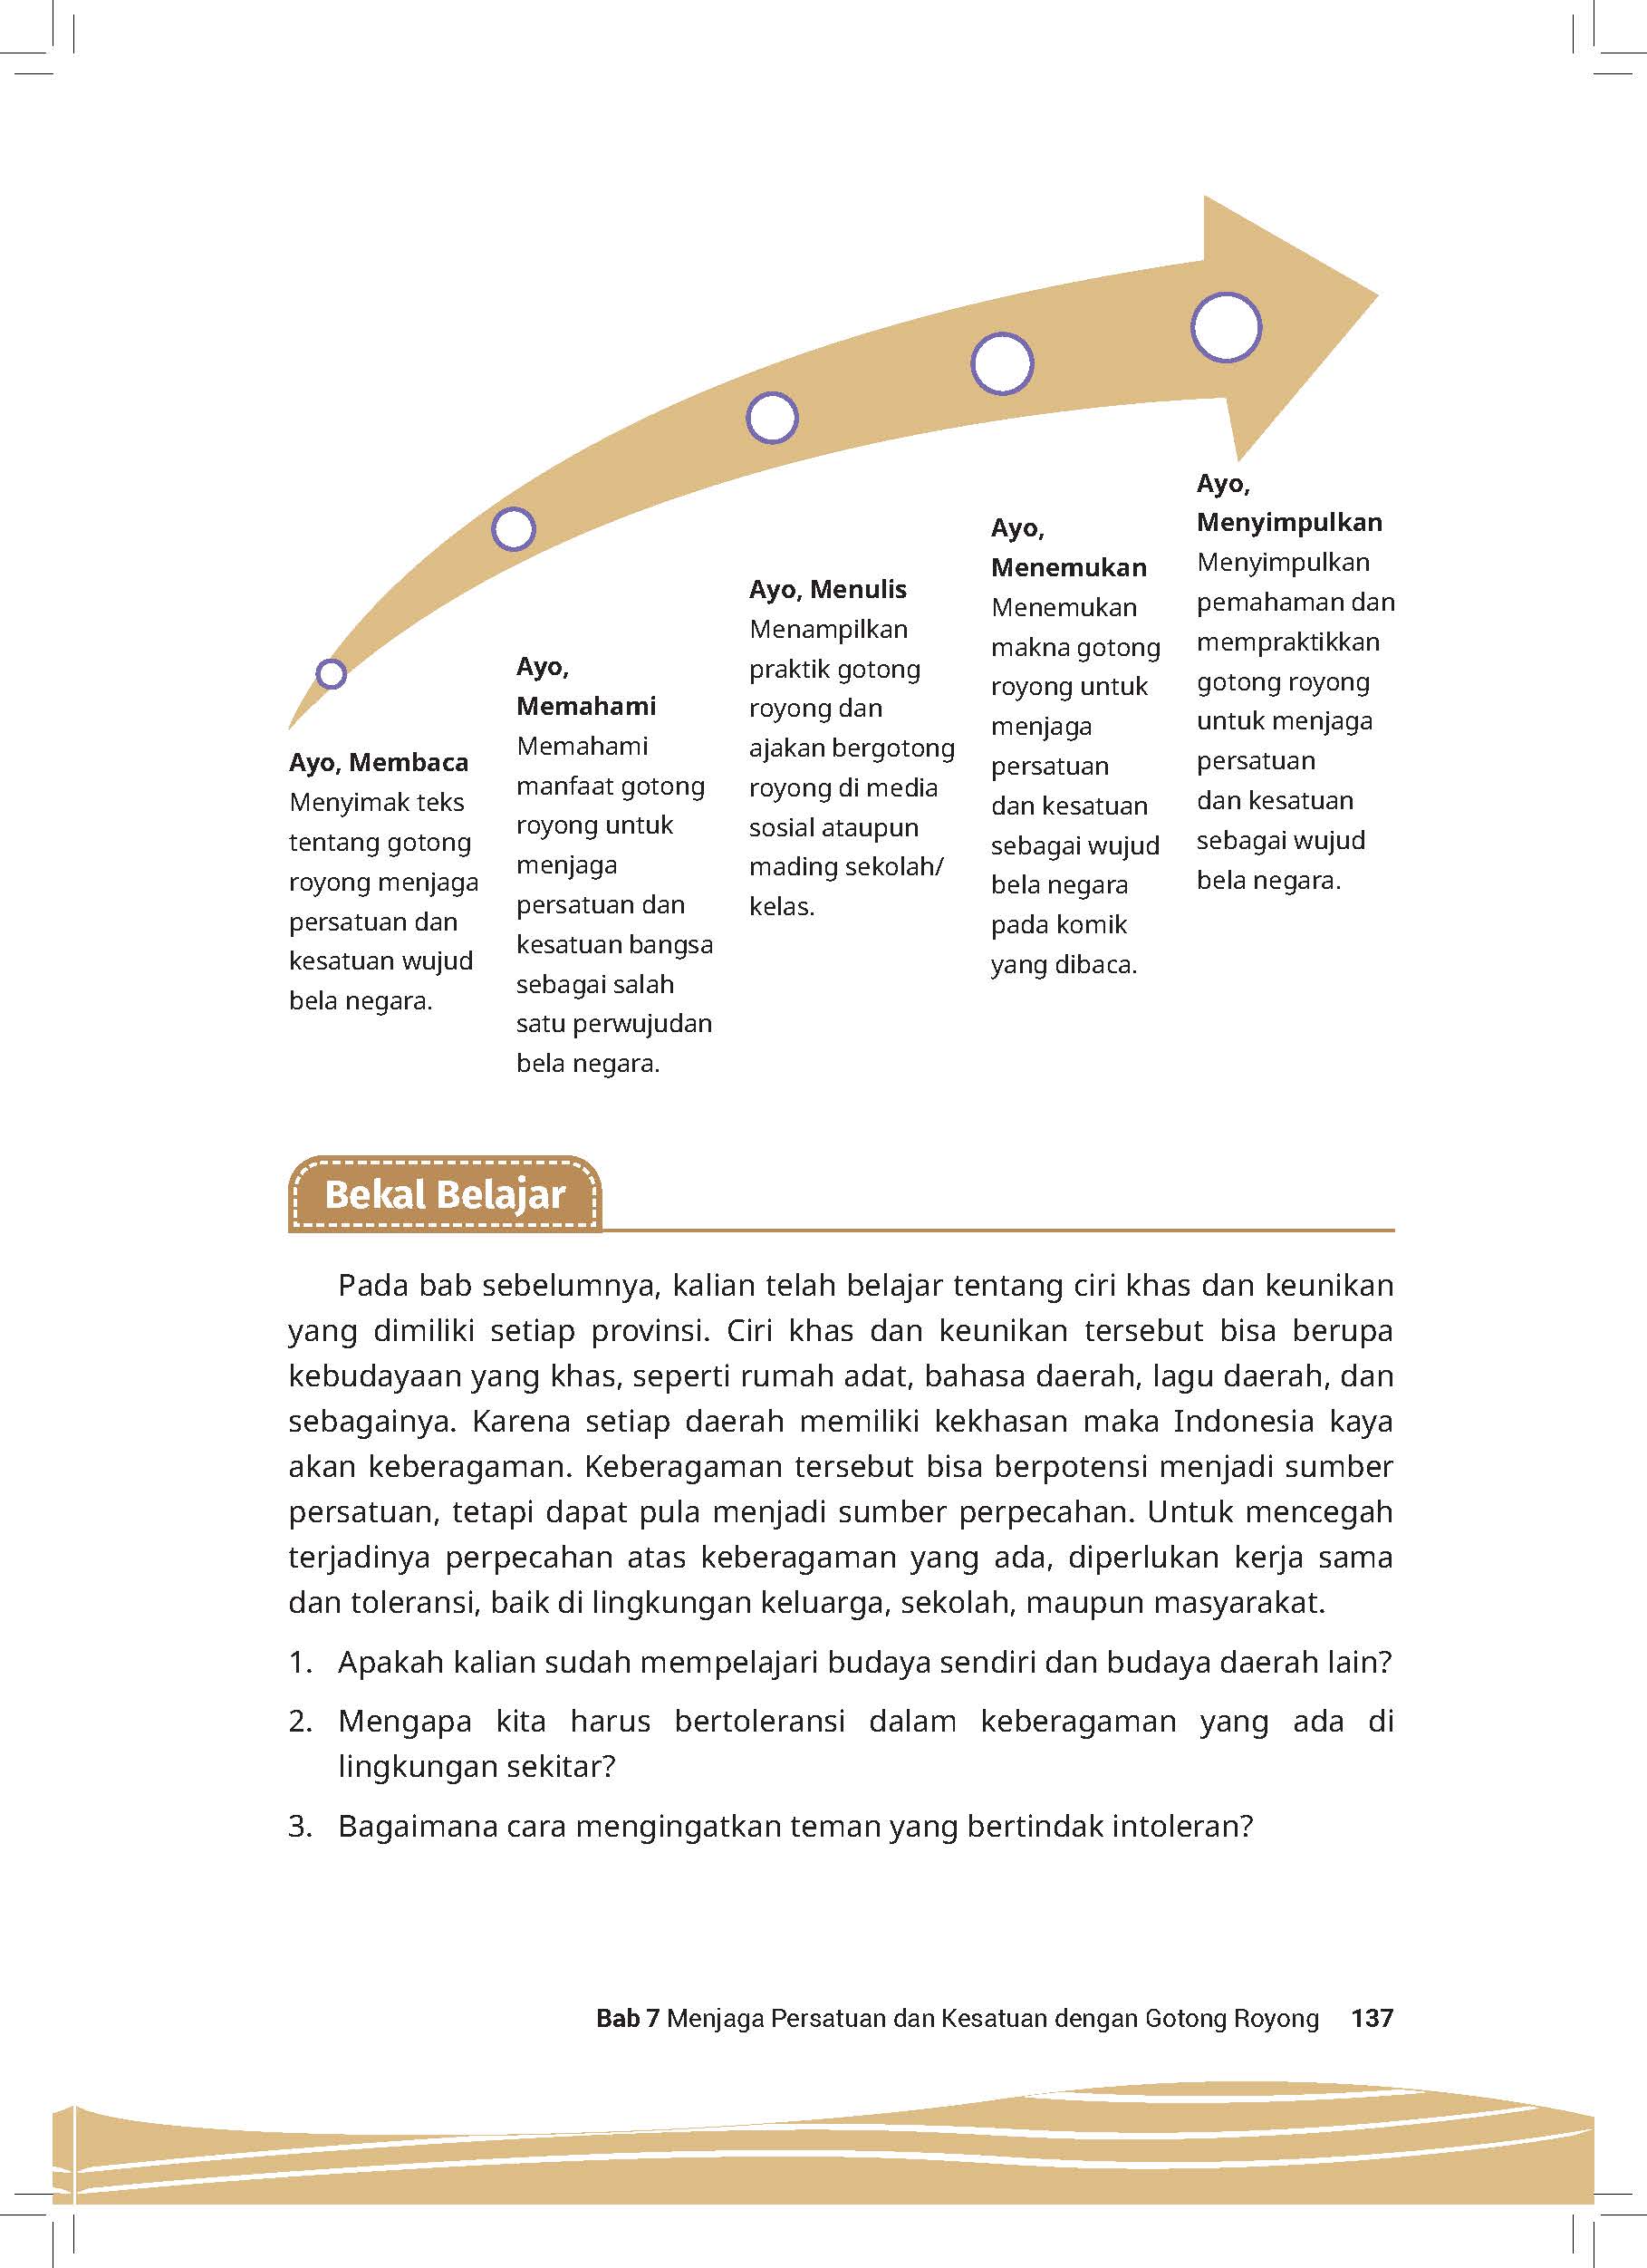 Ayo, Membaca
Menyimak teks
tentang gotong
royong menjaga
persatuan dan
kesatuan wujud
bela negara.
Ayo,
Memahami
Memahami
manfaat gotong
royong untuk
menjaga
persatuan dan
kesatuan bangsa
sebagai salah
satu perwujudan
bela negara.
Ayo, Menulis
Menampilkan
praktik gotong
royong dan
ajakan bergotong
royong di media
sosial ataupun
mading sekolah/
kelas.
Ayo,
Menemukan
Menemukan
makna gotong
royong untuk
menjaga
persatuan
dan kesatuan
sebagai wujud
bela negara
pada komik
yang dibaca.
Ayo,
Menyimpulkan
Menyimpulkan
pemahaman dan
mempraktikkan
gotong royong
untuk menjaga
persatuan
dan kesatuan
sebagai wujud
bela negara.
Bekal Belajar
Pada bab sebelumnya, kalian telah belajar tentang ciri khas dan keunikan
yang dimiliki setiap provinsi. Ciri khas dan keunikan tersebut bisa berupa
kebudayaan yang khas, seperti rumah adat, bahasa daerah, lagu daerah, dan
sebagainya. Karena setiap daerah memiliki kekhasan maka Indonesia kaya
akan keberagaman. Keberagaman tersebut bisa berpotensi menjadi sumber
persatuan, tetapi dapat pula menjadi sumber perpecahan. Untuk mencegah
terjadinya perpecahan atas keberagaman yang ada, diperlukan kerja sama
dan toleransi, baik di lingkungan keluarga, sekolah, maupun masyarakat.
1. Apakah kalian sudah mempelajari budaya sendiri dan budaya daerah lain?
2. Mengapa kita harus bertoleransi dalam keberagaman yang ada di
lingkungan sekitar?
3. Bagaimana cara mengingatkan teman yang bertindak intoleran?
Bab 7 Menjaga Persatuan dan Kesatuan dengan Gotong Royong 137